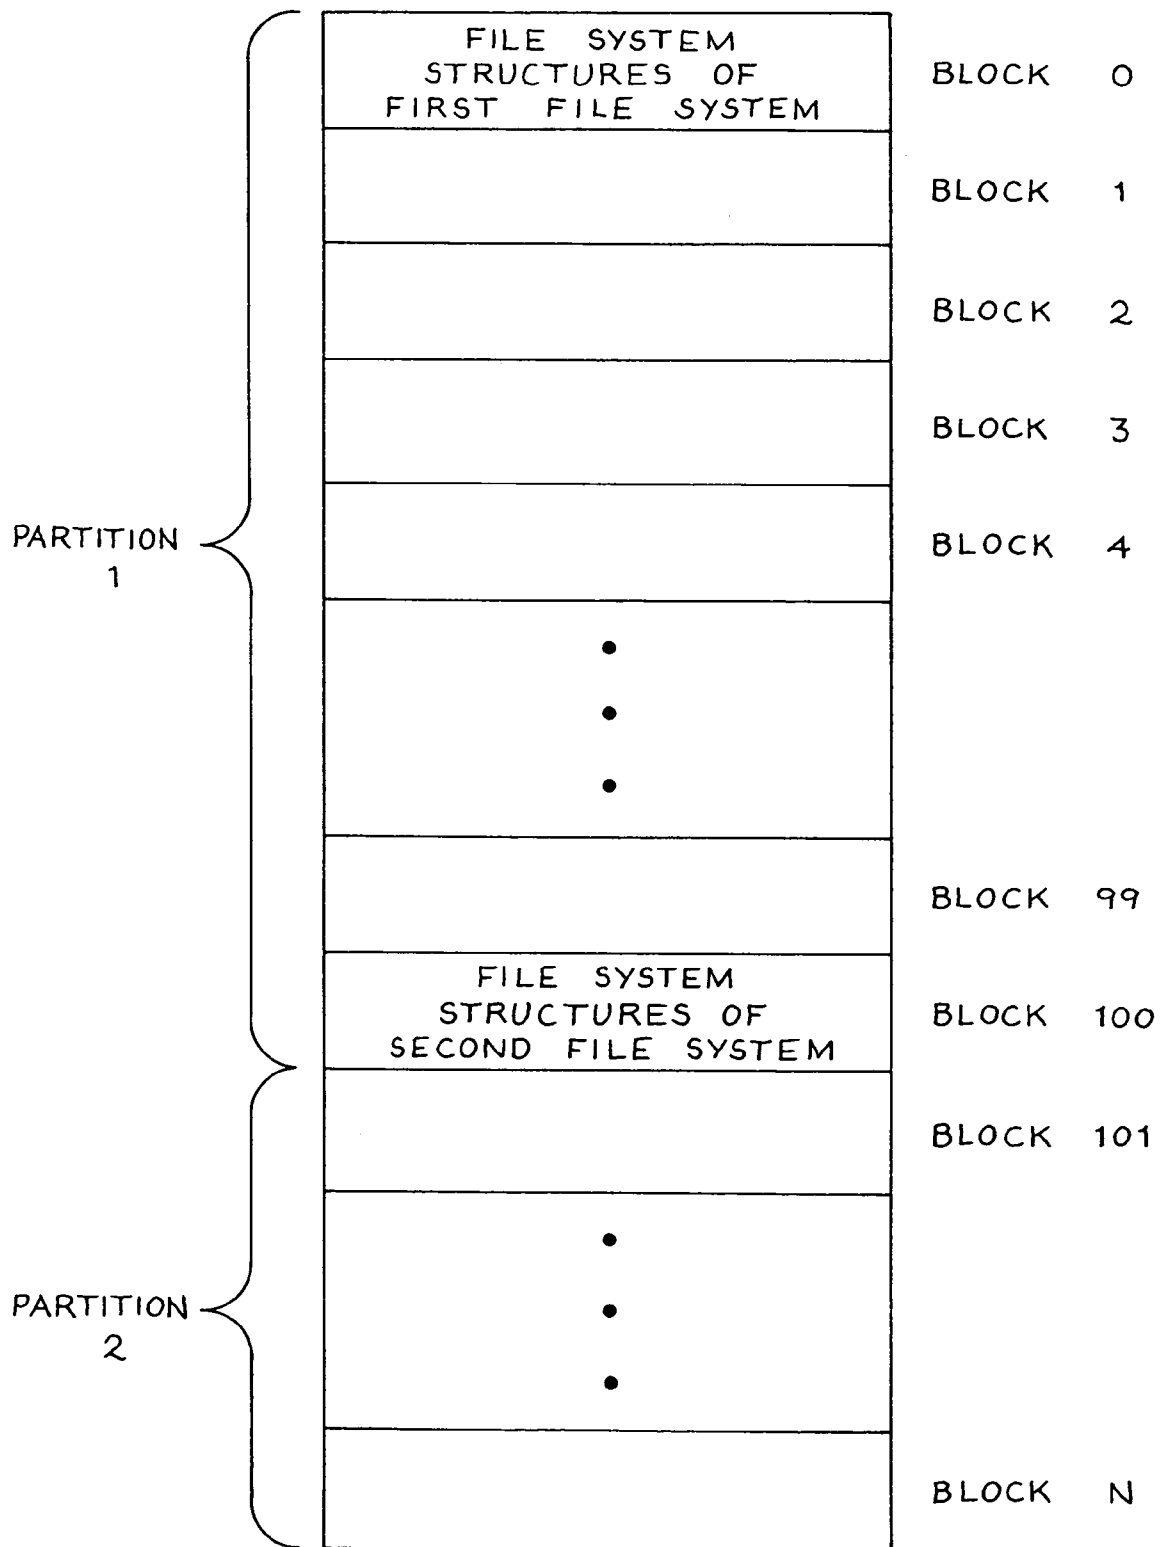 FILE SYSTEM
STRUCTURES OF
FIRST FILE SYSTEM
BLOCK 0
BLOCK 1
BLOCK 2
BLOCK 3
PARTITION
1
BLOCK 4
BLOCK 99
FILE SYSTEM
STRUCTURES OF
SECOND FILE SYSTEM
BLOCK 100
BLOCK 101
PARTITION
2
BLOCK N